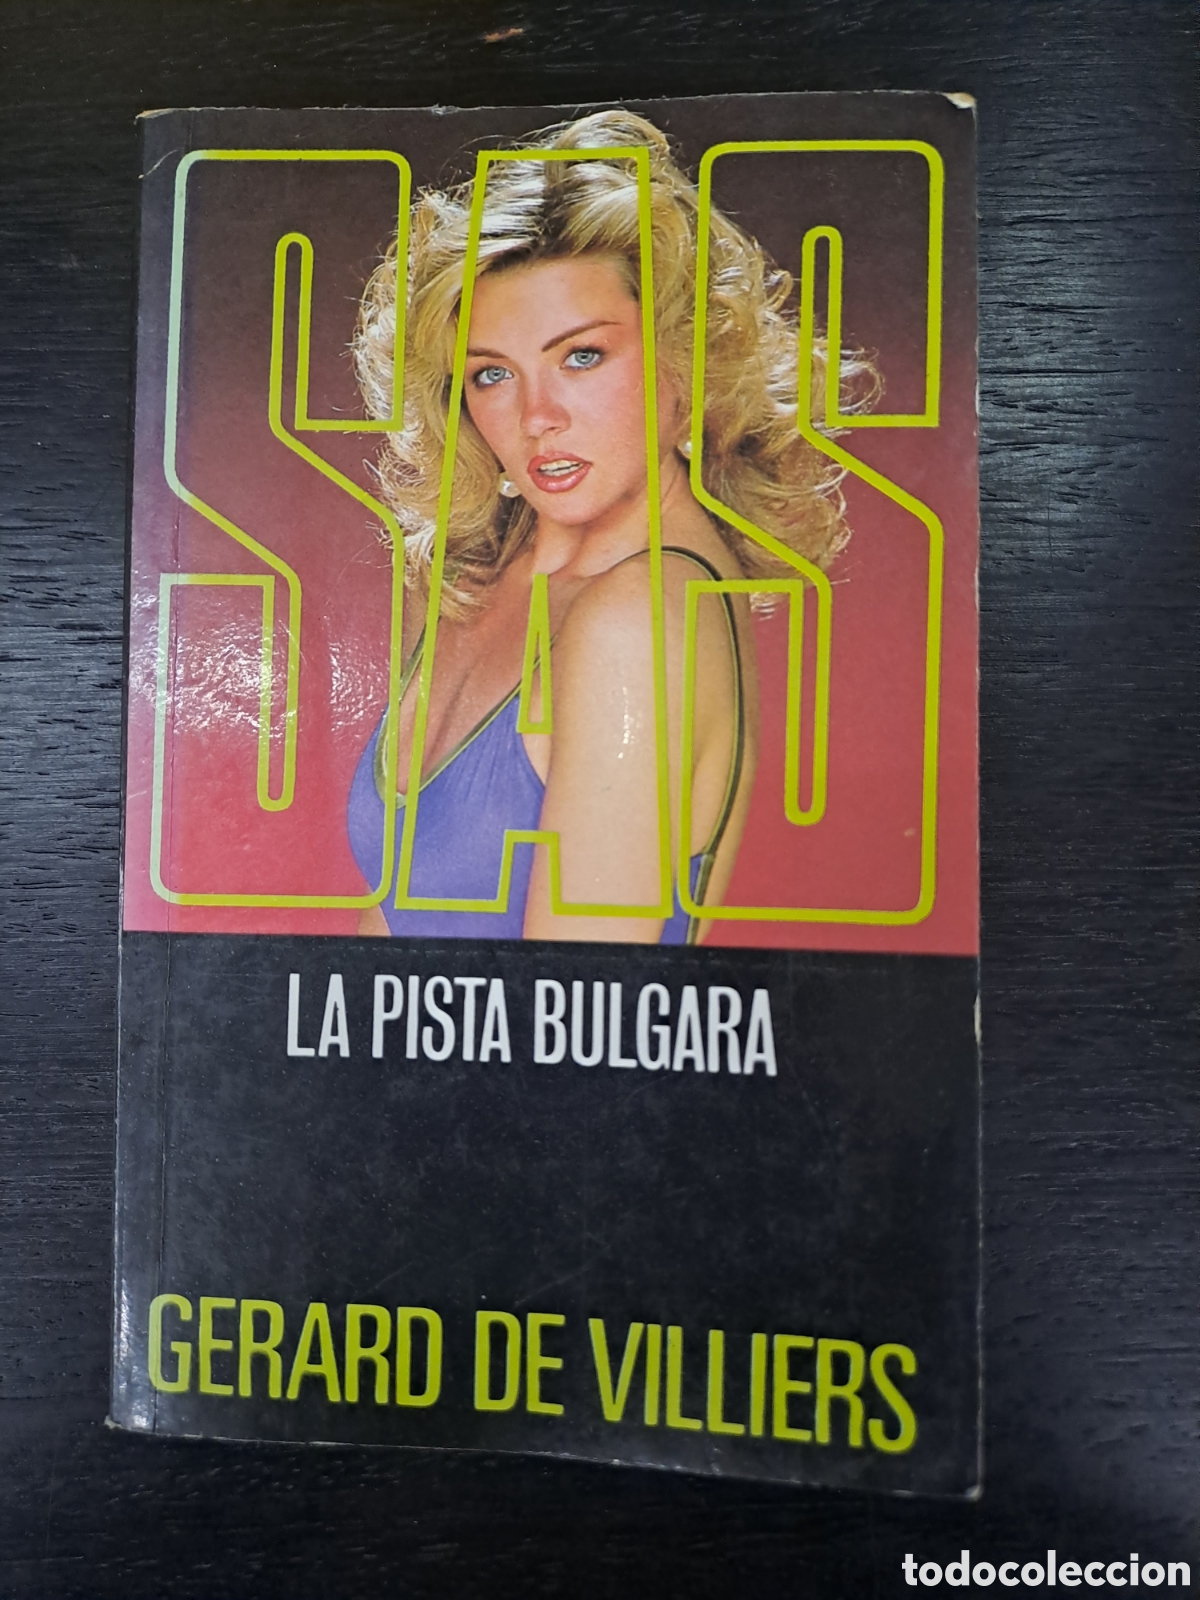 SAS
LA PISTA BULGARA
GERARD DE VILLIERS
todocoleccion